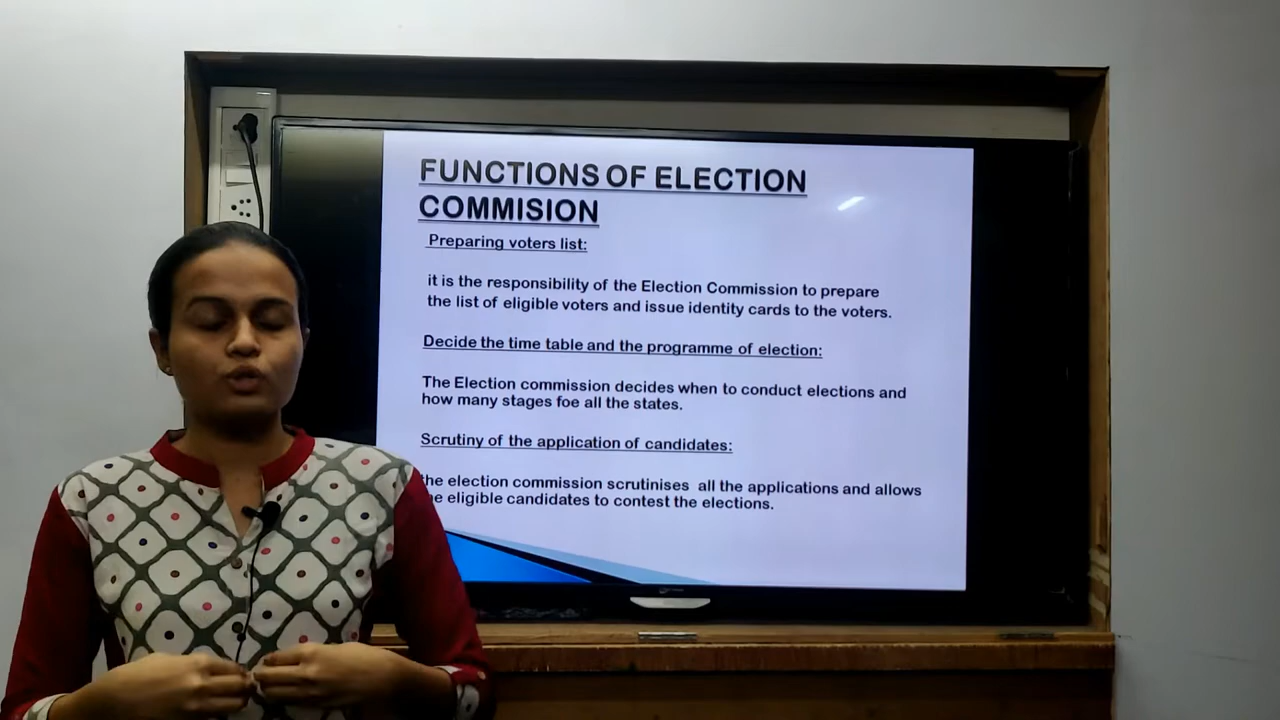 FUNCTIONS OF ELECTION
COMMISION
Preparing voters list:
it is the responsibility of the Election Commission to prepare
the list of eligible voters and issue identity cards to the voters.
Decide the time table and the programme of election:
The Election commission decides when to conduct elections and
how many stages foe all the states.
Scrutiny of the application of candidates:
he election commission scrutinises all the applications and allows
e eligible candidates to contest the elections.